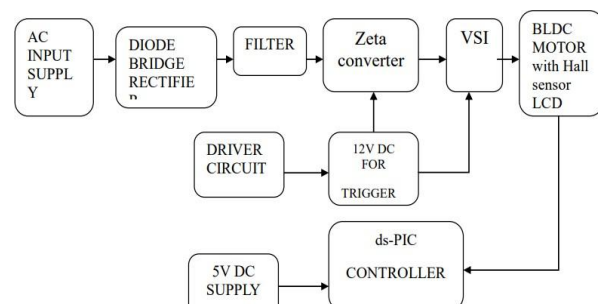 AC
INPUT
SUPPL
Y
DIODE
BRIDGE
RECTIFIE
FILTER
Zeta
converter
VSI
BLDC
MOTOR
with Hall
sensor
LCD
DRIVER
CIRCUIT
12V DC
FOR
TRIGGER
ds-PIC
CONTROLLER
5V DC
SUPPLY